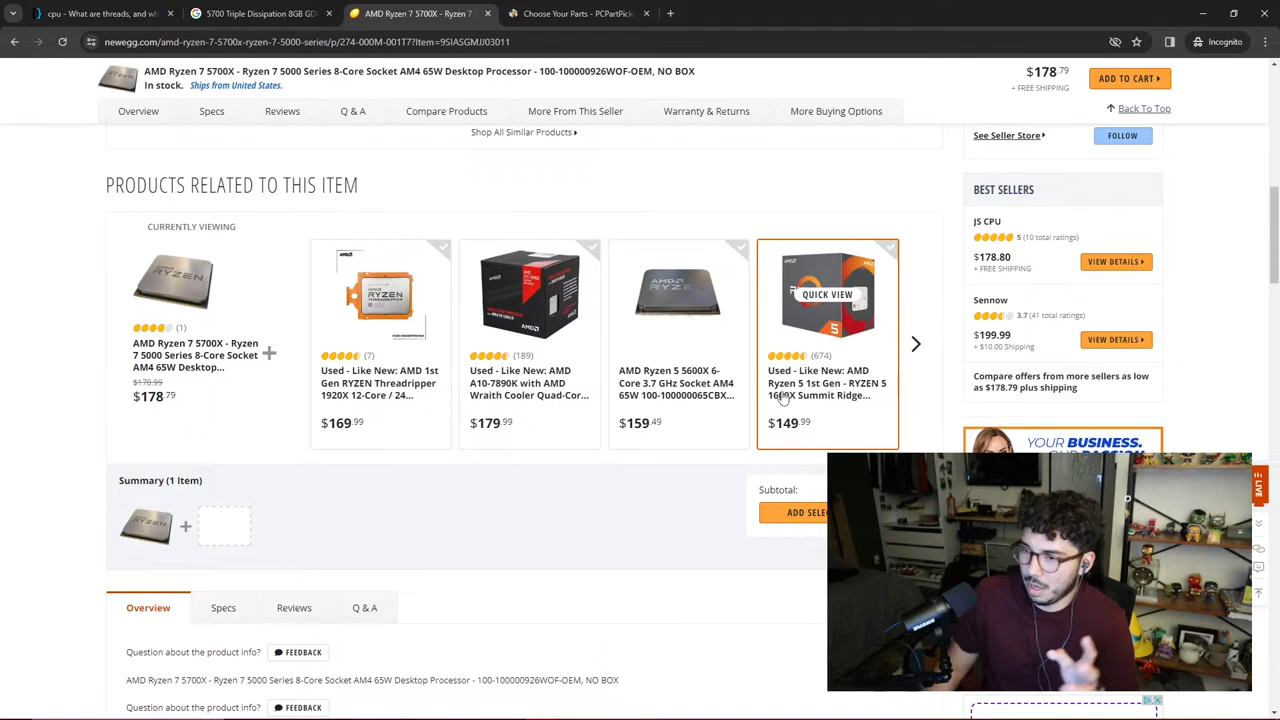 cpu - What are threads, and wh
5700 Triple Dissipation 8GB GD
AMD Ryzen 7 5700X - Ryzen 7
Choose Your Parts - PCPartPick
newegg.com/amd-ryzen-7-5700x-ryzen-7-5000-series/p/274-000M-001T7?Item=9SIASGMJJ03011
Incognito
AMD Ryzen 7 5700X - Ryzen 7 5000 Series 8-Core Socket AM4 65W Desktop Processor - 100-100000926WOF-OEM, NO BOX
In stock. Ships from United States.
$178.79
+ FREE SHIPPING
ADD TO CART
Overview
Specs
Reviews
Q & A
Compare Products
More From This Seller
Warranty & Returns
More Buying Options
Back To Top
Shop All Similar Products
See Seller Store
FOLLOW
PRODUCTS RELATED TO THIS ITEM
CURRENTLY VIEWING
(1)
AMD Ryzen 7 5700X - Ryzen
7 5000 Series 8-Core Socket
AM4 65W Desktop...
$178.99
$178.79
(7)
Used - Like New: AMD 1st
Gen RYZEN Threadripper
1920X 12-Core / 24...
$169.99
(189)
Used - Like New: AMD
A10-7890K with AMD
Wraith Cooler Quad-Cor...
$179.99
AMD Ryzen 5 5600X 6-
Core 3.7 GHz Socket AM4
65W 100-100000065CBX...
$159.49
QUICK VIEW
(674)
Used - Like New: AMD
Ryzen 5 1st Gen - RYZEN 5
1600X Summit Ridge...
$149.99
BEST SELLERS
JS CPU
5 (10 total ratings)
$178.80
+ FREE SHIPPING
VIEW DETAILS
Sennow
3.7 (41 total ratings)
$199.99
+ $10.00 Shipping
VIEW DETAILS
Compare offers from more sellers as low
as $178.79 plus shipping
YOUR BUSINESS.
LIVE
Summary (1 Item)
Subtotal:
ADD SELE
Overview
Specs
Reviews
Q & A
Question about the product info?
FEEDBACK
AMD Ryzen 7 5700X - Ryzen 7 5000 Series 8-Core Socket AM4 65W Desktop Processor - 100-100000926WOF-OEM, NO BOX
Question about the product info?
FEEDBACK